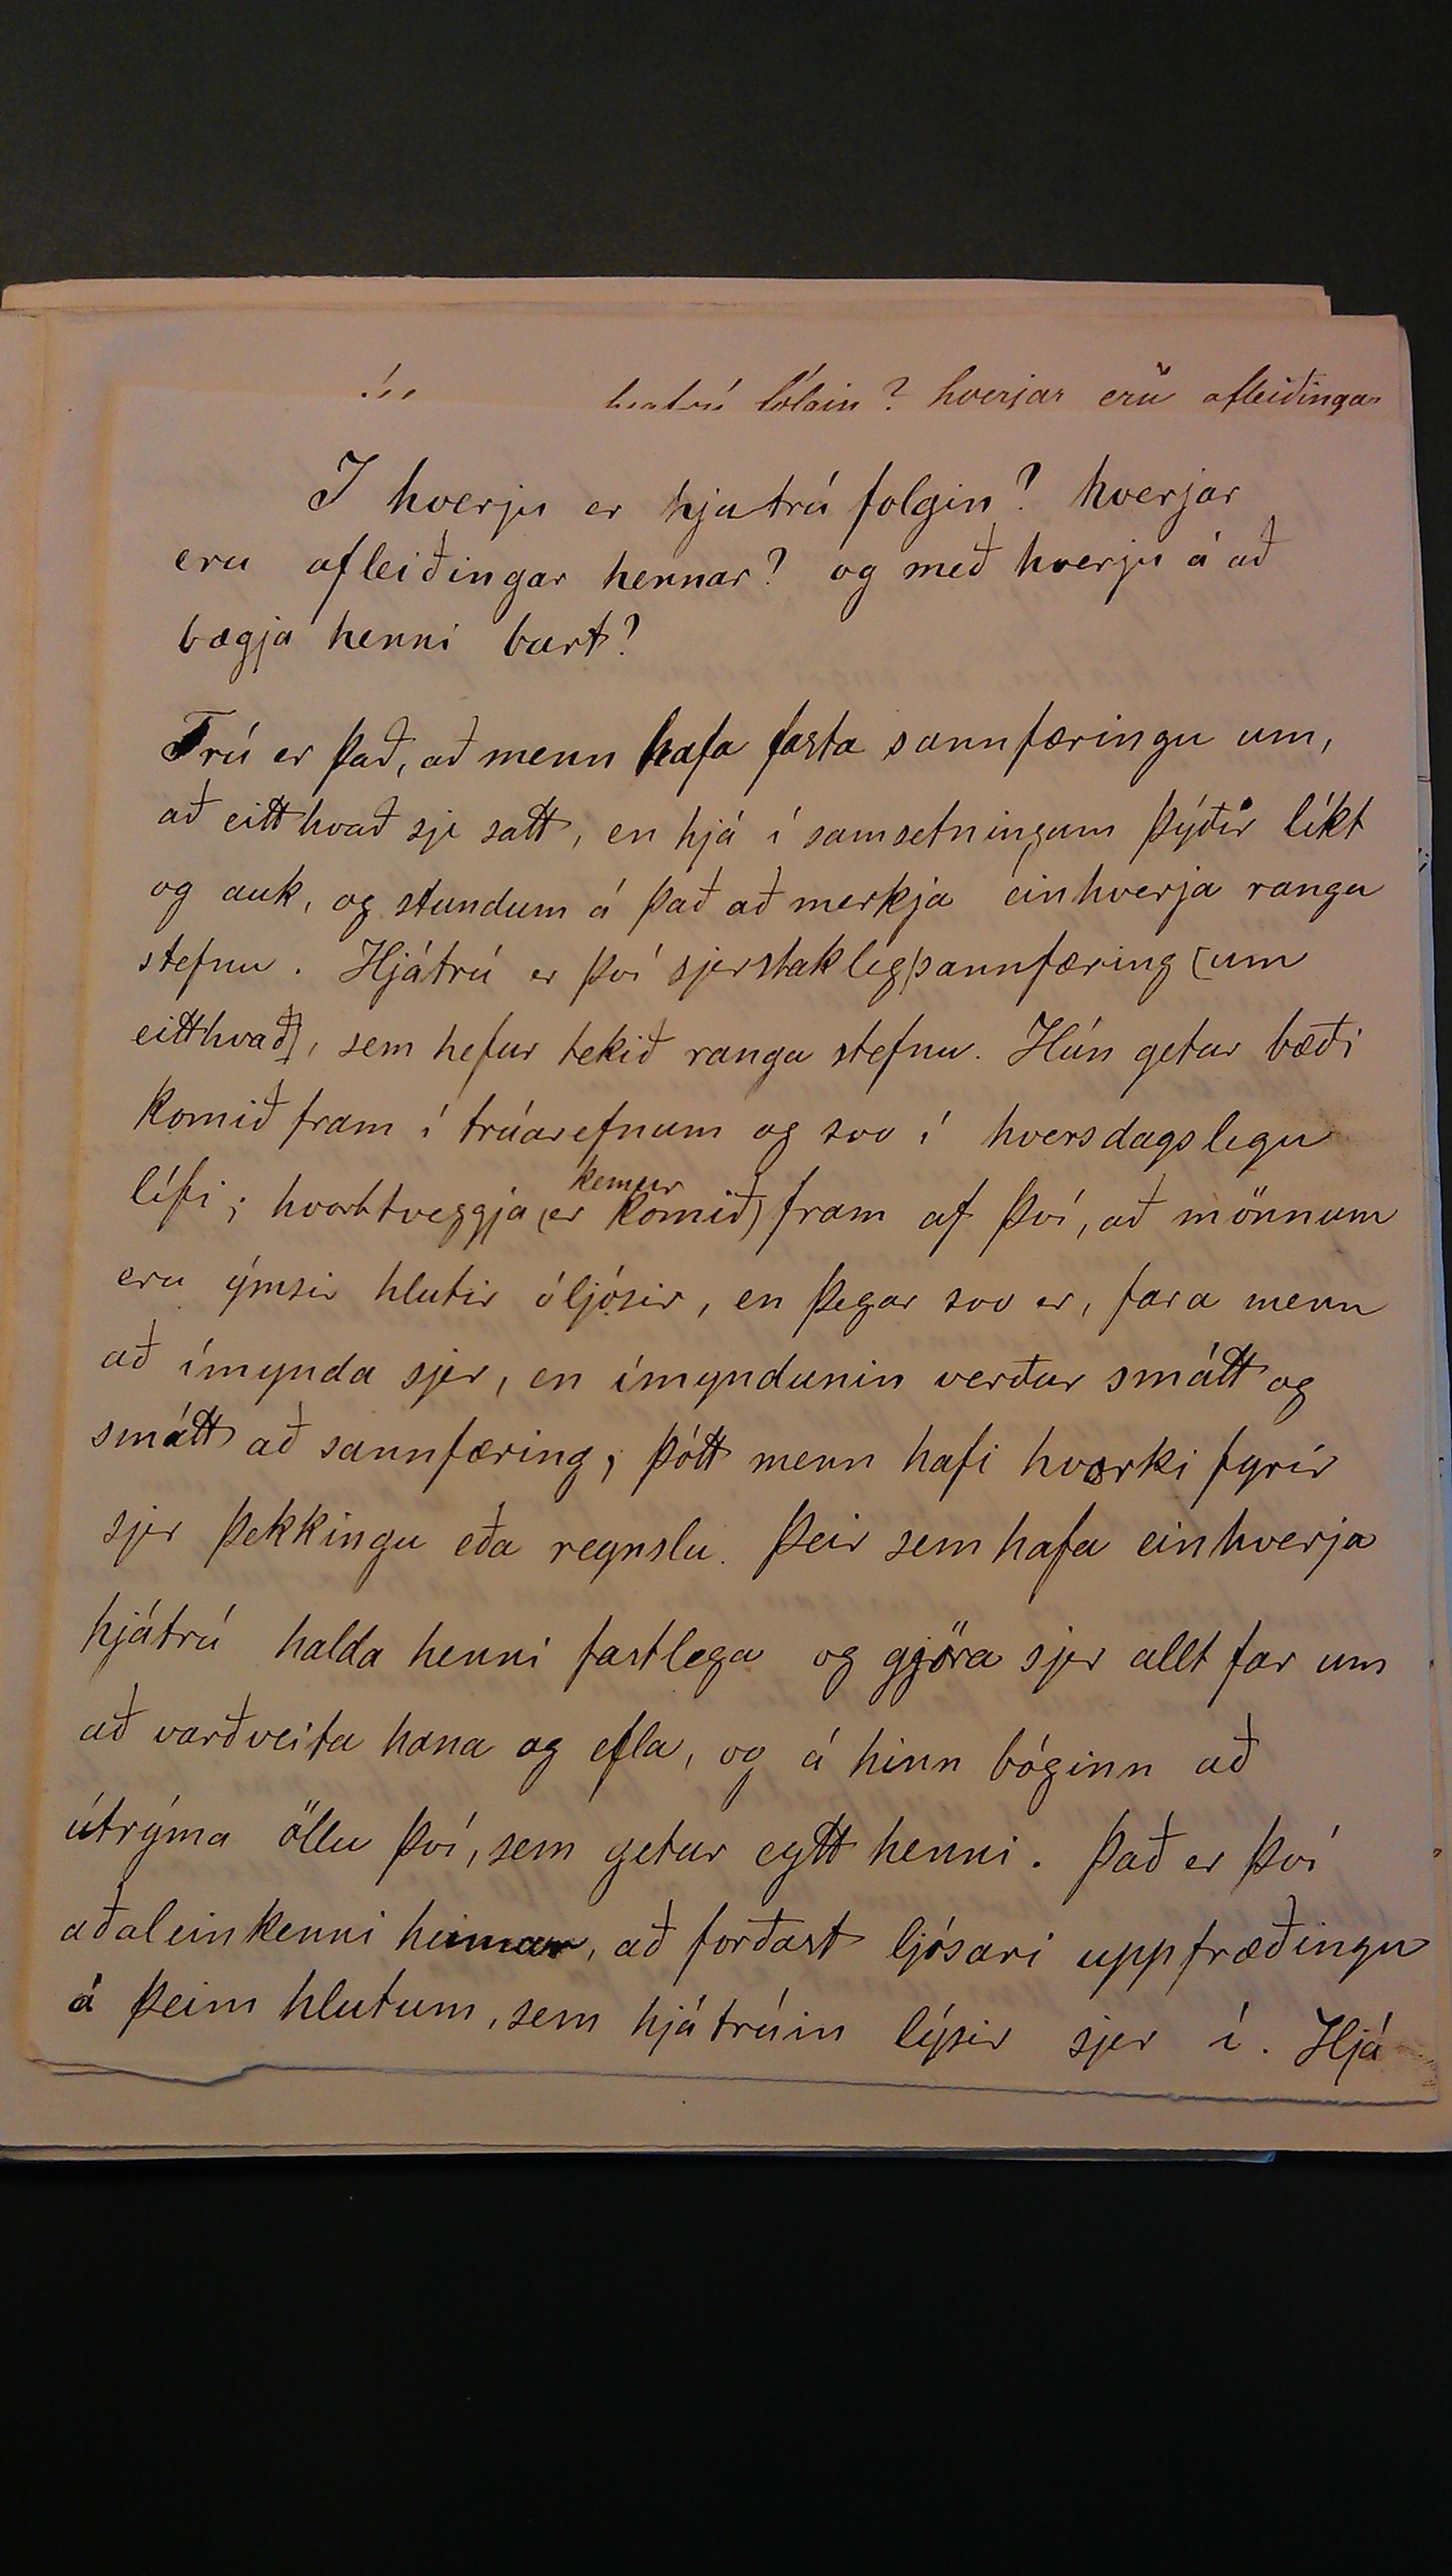 hverjar erŭ afleiðingar
I hverju er hjatrú folgin? hverjar
eru afleiðingar hennar? og með hverju á að
bægja henni burt?
Trú er það, að menn hafa fasta sannfæringu um,
að eitthvað sje satt, en hjá í samsetningum þýðir líkt
og auk, og stundum á það að merkja einhverja ranga
stefnu. Hjátrú er því sjerstakleg sannfæring (um
eitthvað), sem hefur tekið ranga stefnu. Hún getur bæði
komið fram í trúarefnum og svo í hversdagslegu
kemur
lífi; hvorttveggja (er komið) fram af því, að mönnum
eru ýmsir hlutir óljósir, en þegar svo er, fara menn
að ímynda sjer, en ímyndunin verður smátt og
smátt að sannfæring, þótt menn hafi hvorki fyrir
sjer þekkingu eða reynslu. Þeir sem hafa einhverja
hjátrú halda henni fastlega og gjöra sjer allt far um
að varðveita hana og efla, og á hinn bóginn að
útrýma öllu því, sem getur eytt henni. Það er því
aðaleinkenni hennar, að forðast ljósari uppfræðingu
á þeim hlutum, sem hjátrúin lýsir sjer í. Hjá